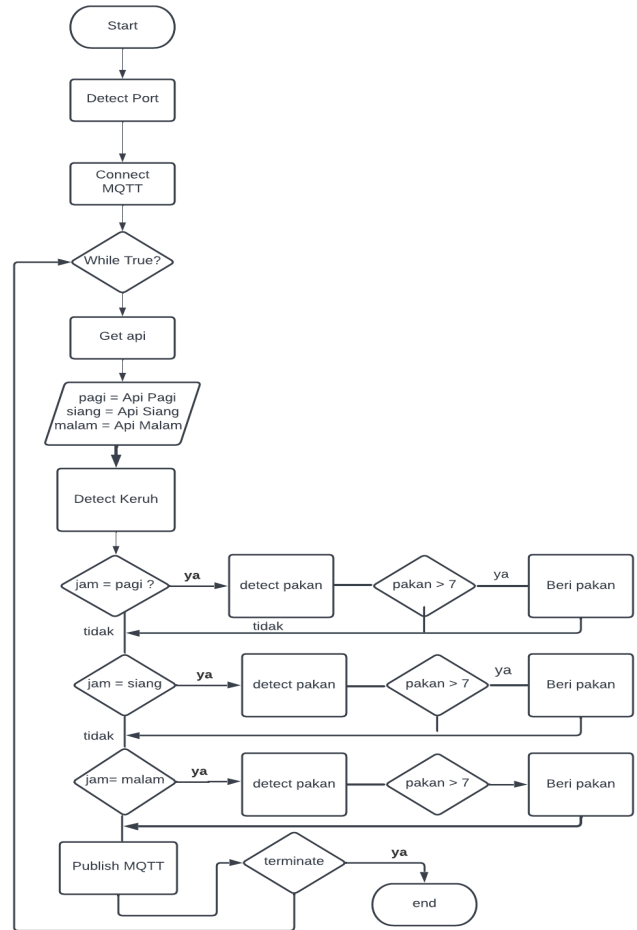 Start
Detect Port
Connect
MQTT
While True?
Get api
pagi = Api Pagi
siang = Api Siang
malam = Api Malam
Detect Keruh
jam = pagi ?
ya
detect pakan
pakan > 7
ya
Beri pakan
tidak
tidak
jam = siang
ya
detect pakan
pakan > 7
ya
Beri pakan
tidak
jam= malam
ya
detect pakan
pakan > 7
Beri pakan
Publish MQTT
terminate
ya
end